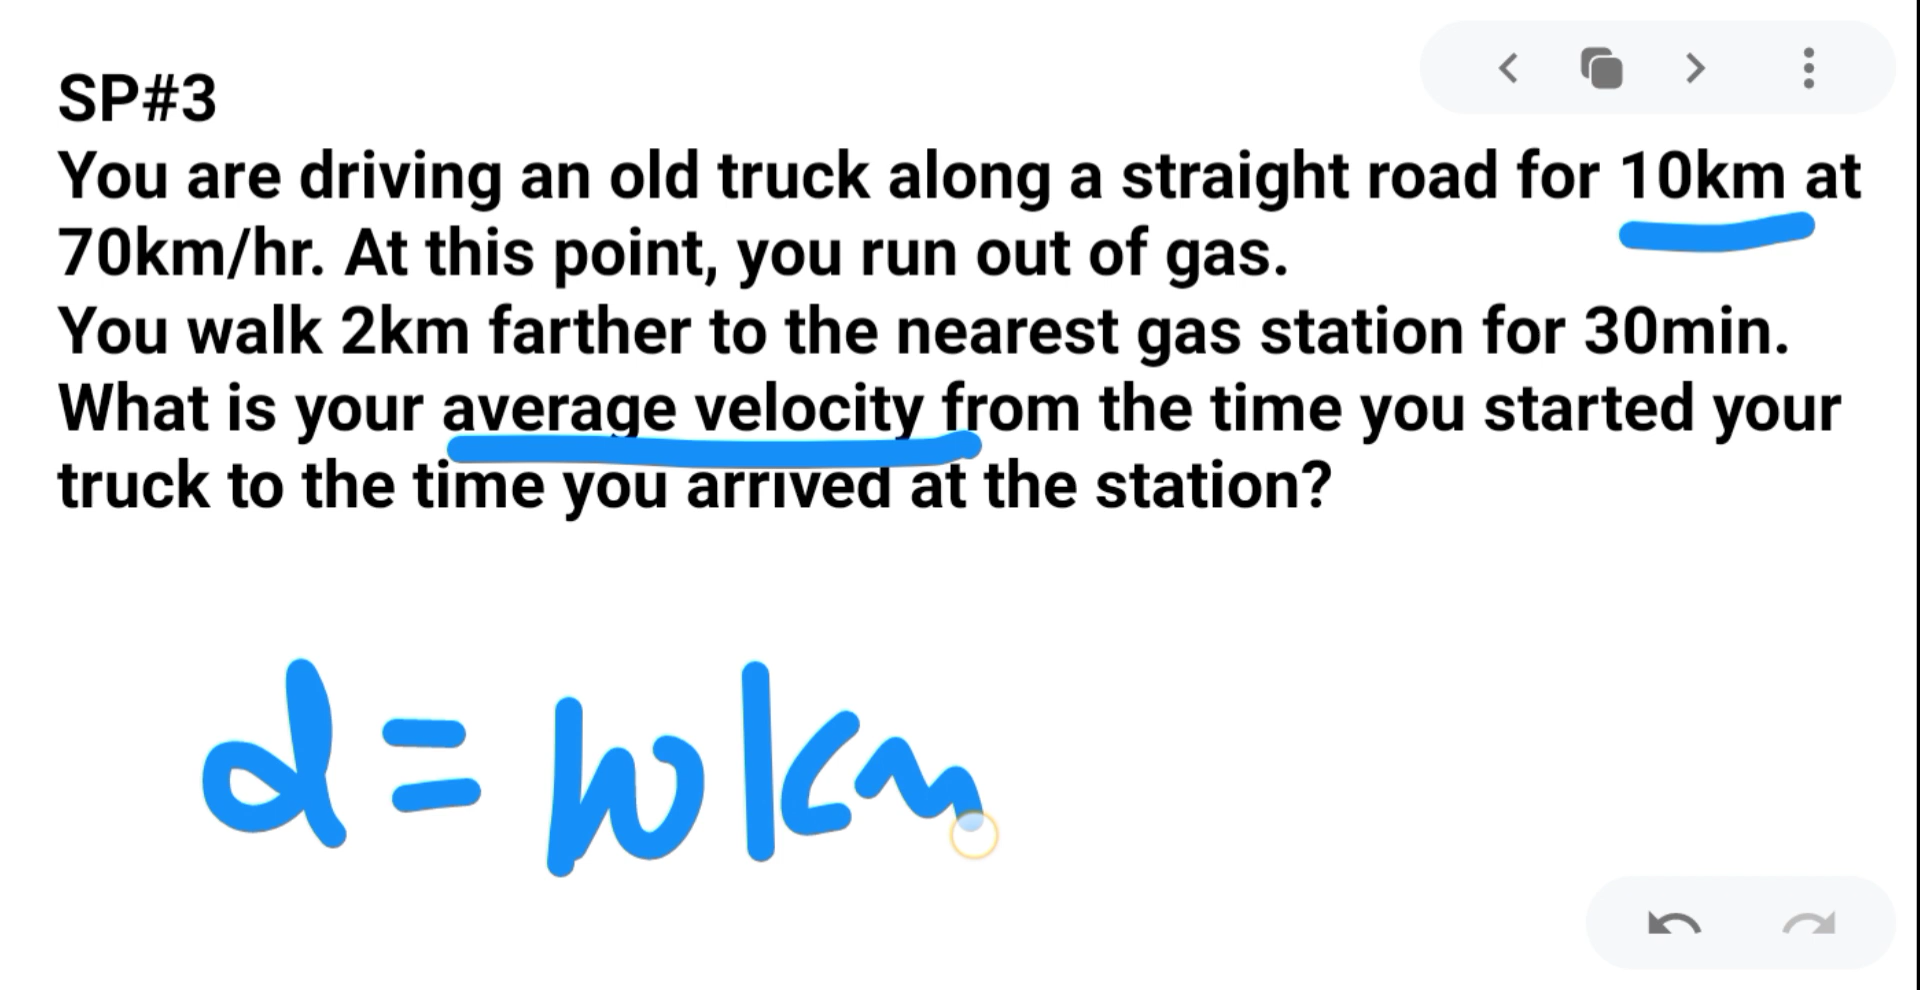 SP#3
You are driving an old truck along a straight road for 10km at
70km/hr. At this point, you run out of gas.
You walk 2km farther to the nearest gas station for 30min.
What is your average velocity from the time you started your
truck to the time you arrived at the station?
d = 10 km